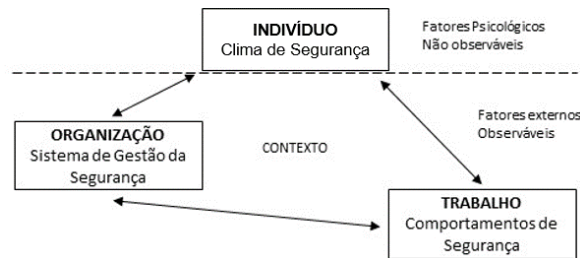 INDIVÍDUO
Clima de Segurança
Fatores Psicológicos
Não observáveis
Fatores externos
Observáveis
ORGANIZAÇÃO
Sistema de Gestão da
Segurança
CONTEXTO
TRABALHO
Comportamentos de
Segurança